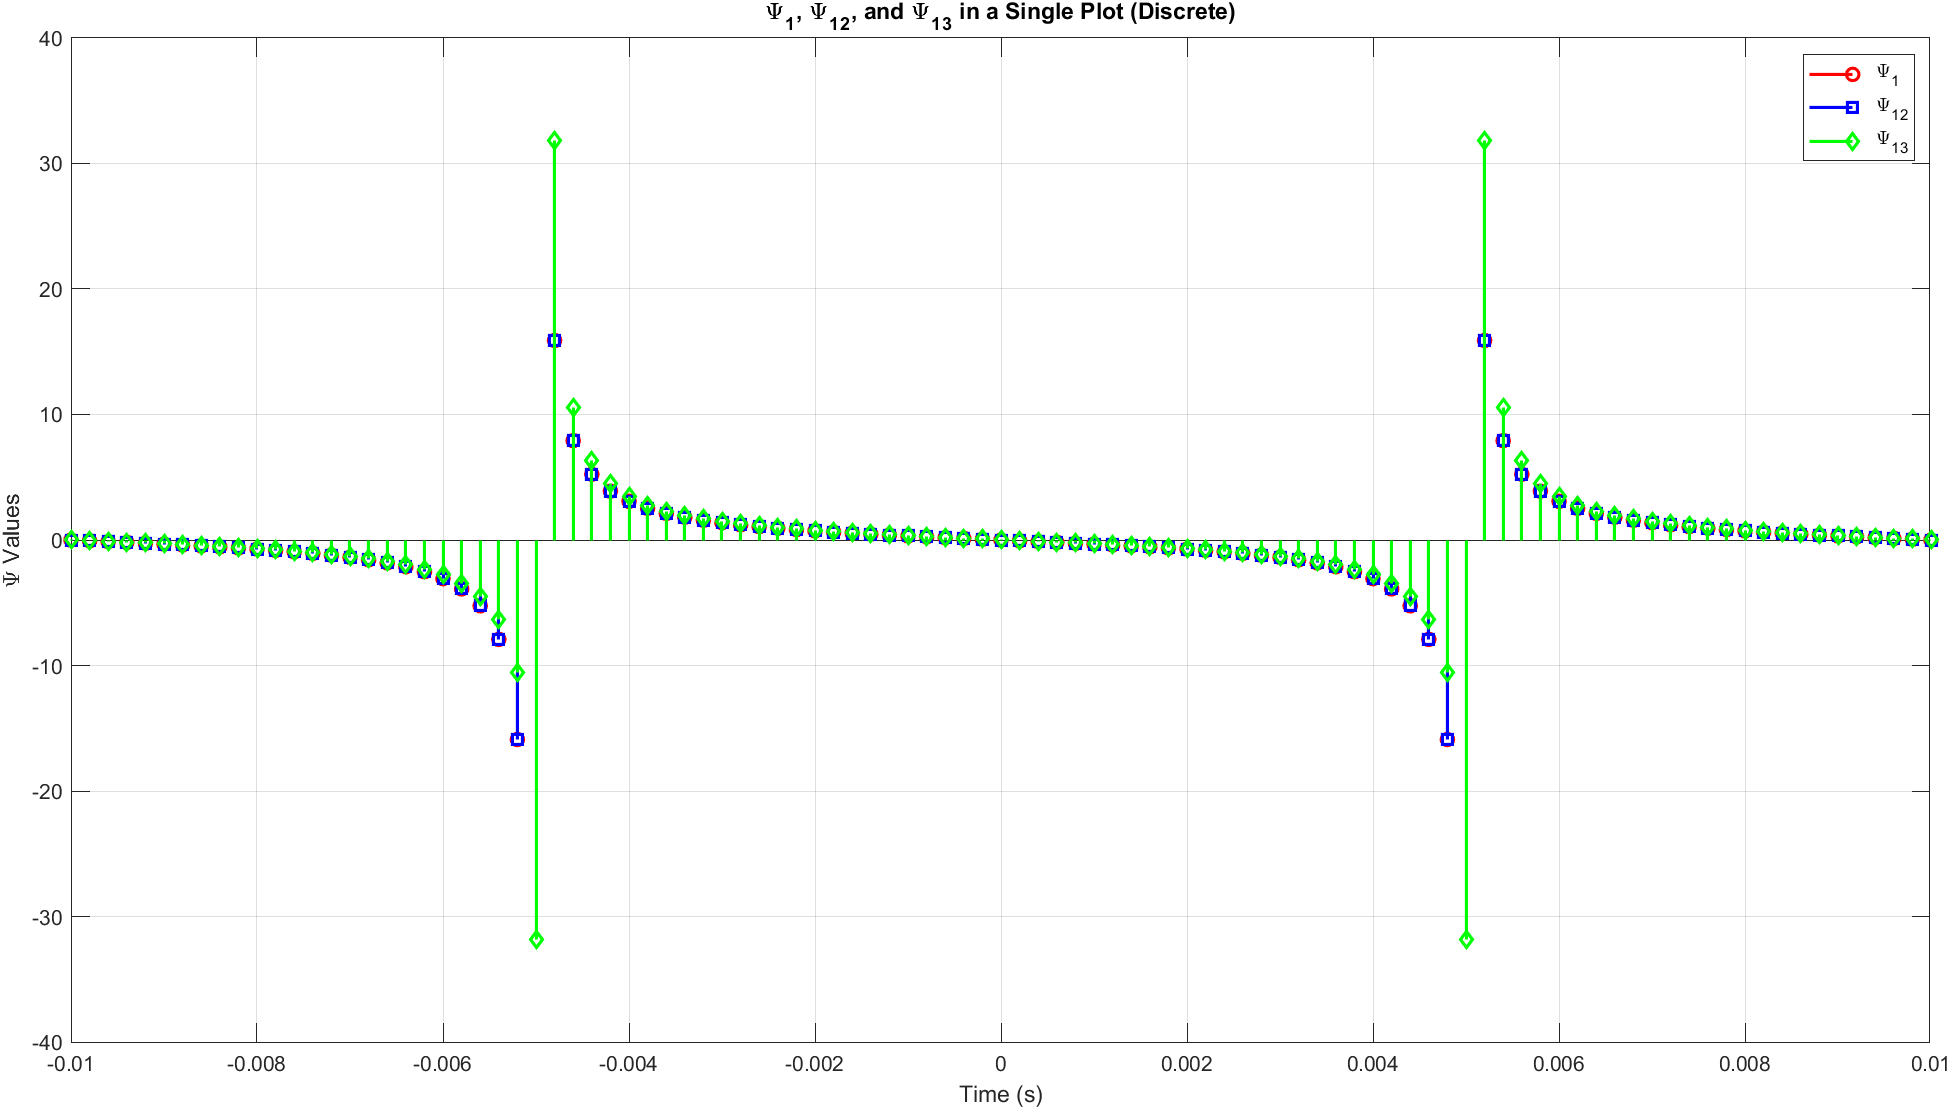 Ψ₁, Ψ₁₂, and Ψ₁₃ in a Single Plot (Discrete)
40
30
20
10
0
-10
-20
-30
-40
Ψ Values
Ψ₁
Ψ₁₂
Ψ₁₃
-0.01 -0.008 -0.006 -0.004 -0.002 0 0.002 0.004 0.006 0.008 0.01
Time (s)